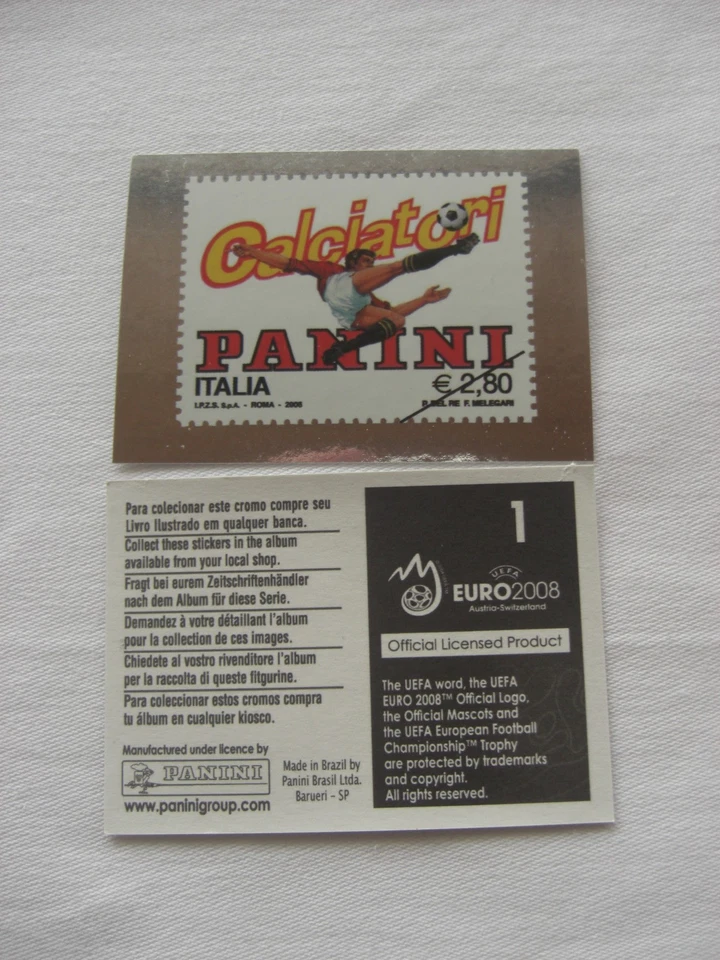 Calciatori
PANINI
ITALIA
€ 2,80
I.P.Z.S. S.p.A. - ROMA - 2005
P. DEL RE F. MELEGARI
Para colecionar este cromo compre seu
Livro Ilustrado em qualquer banca.
Collect these stickers in the album
available from your local shop.
Fragt bei eurem Zeitschriftenhändler
nach dem Album für diese Serie.
Demandez à votre détaillant l'album
pour la collection de ces images.
Chiedete al vostro rivenditore l'album
per la raccolta di queste fitgurine.
Para coleccionar estos cromos compra
tu álbum en cualquier kiosco.
Manufactured under licence by
PANINI
www.paninigroup.com
Made in Brazil by
Panini Brasil Ltda.
Barueri - SP
1
UEFA
EURO2008
Austria-Switzerland
Official Licensed Product
The UEFA word, the UEFA
EURO 2008™ Official Logo,
the Official Mascots and
the UEFA European Football
Championship™ Trophy
are protected by trademarks
and copyright.
All rights reserved.